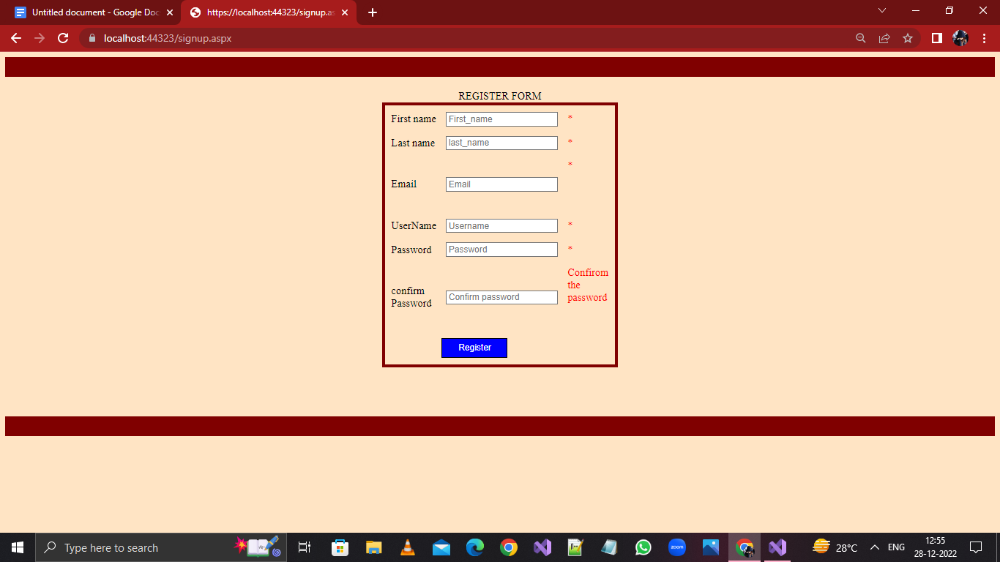 Untitled document - Google Doc
https://localhost:44323/signup.as
localhost:44323/signup.aspx
REGISTER FORM
First name First_name *
Last name last_name *
*
Email Email
UserName Username *
Password Password *
Confirom
the
password
confirm
Password
Confirm password
Register
Type here to search
zoom
28°C
ENG
12:55
28-12-2022